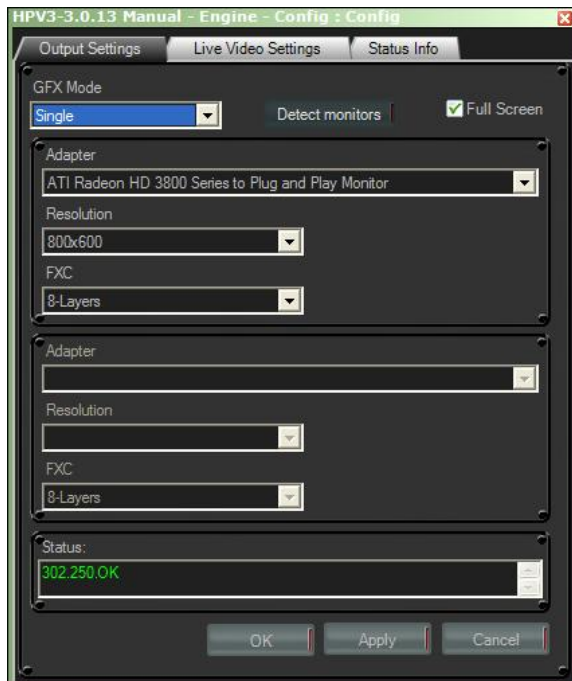 HPV3-3.0.13 Manual - Engine - Config : Config
Output Settings Live Video Settings Status Info
GFX Mode
Single Detect monitors Full Screen
Adapter
ATI Radeon HD 3800 Series to Plug and Play Monitor
Resolution
800x600
FXC
8-Layers
Adapter
Resolution
FXC
8-Layers
Status:
302.250.OK
OK Apply Cancel